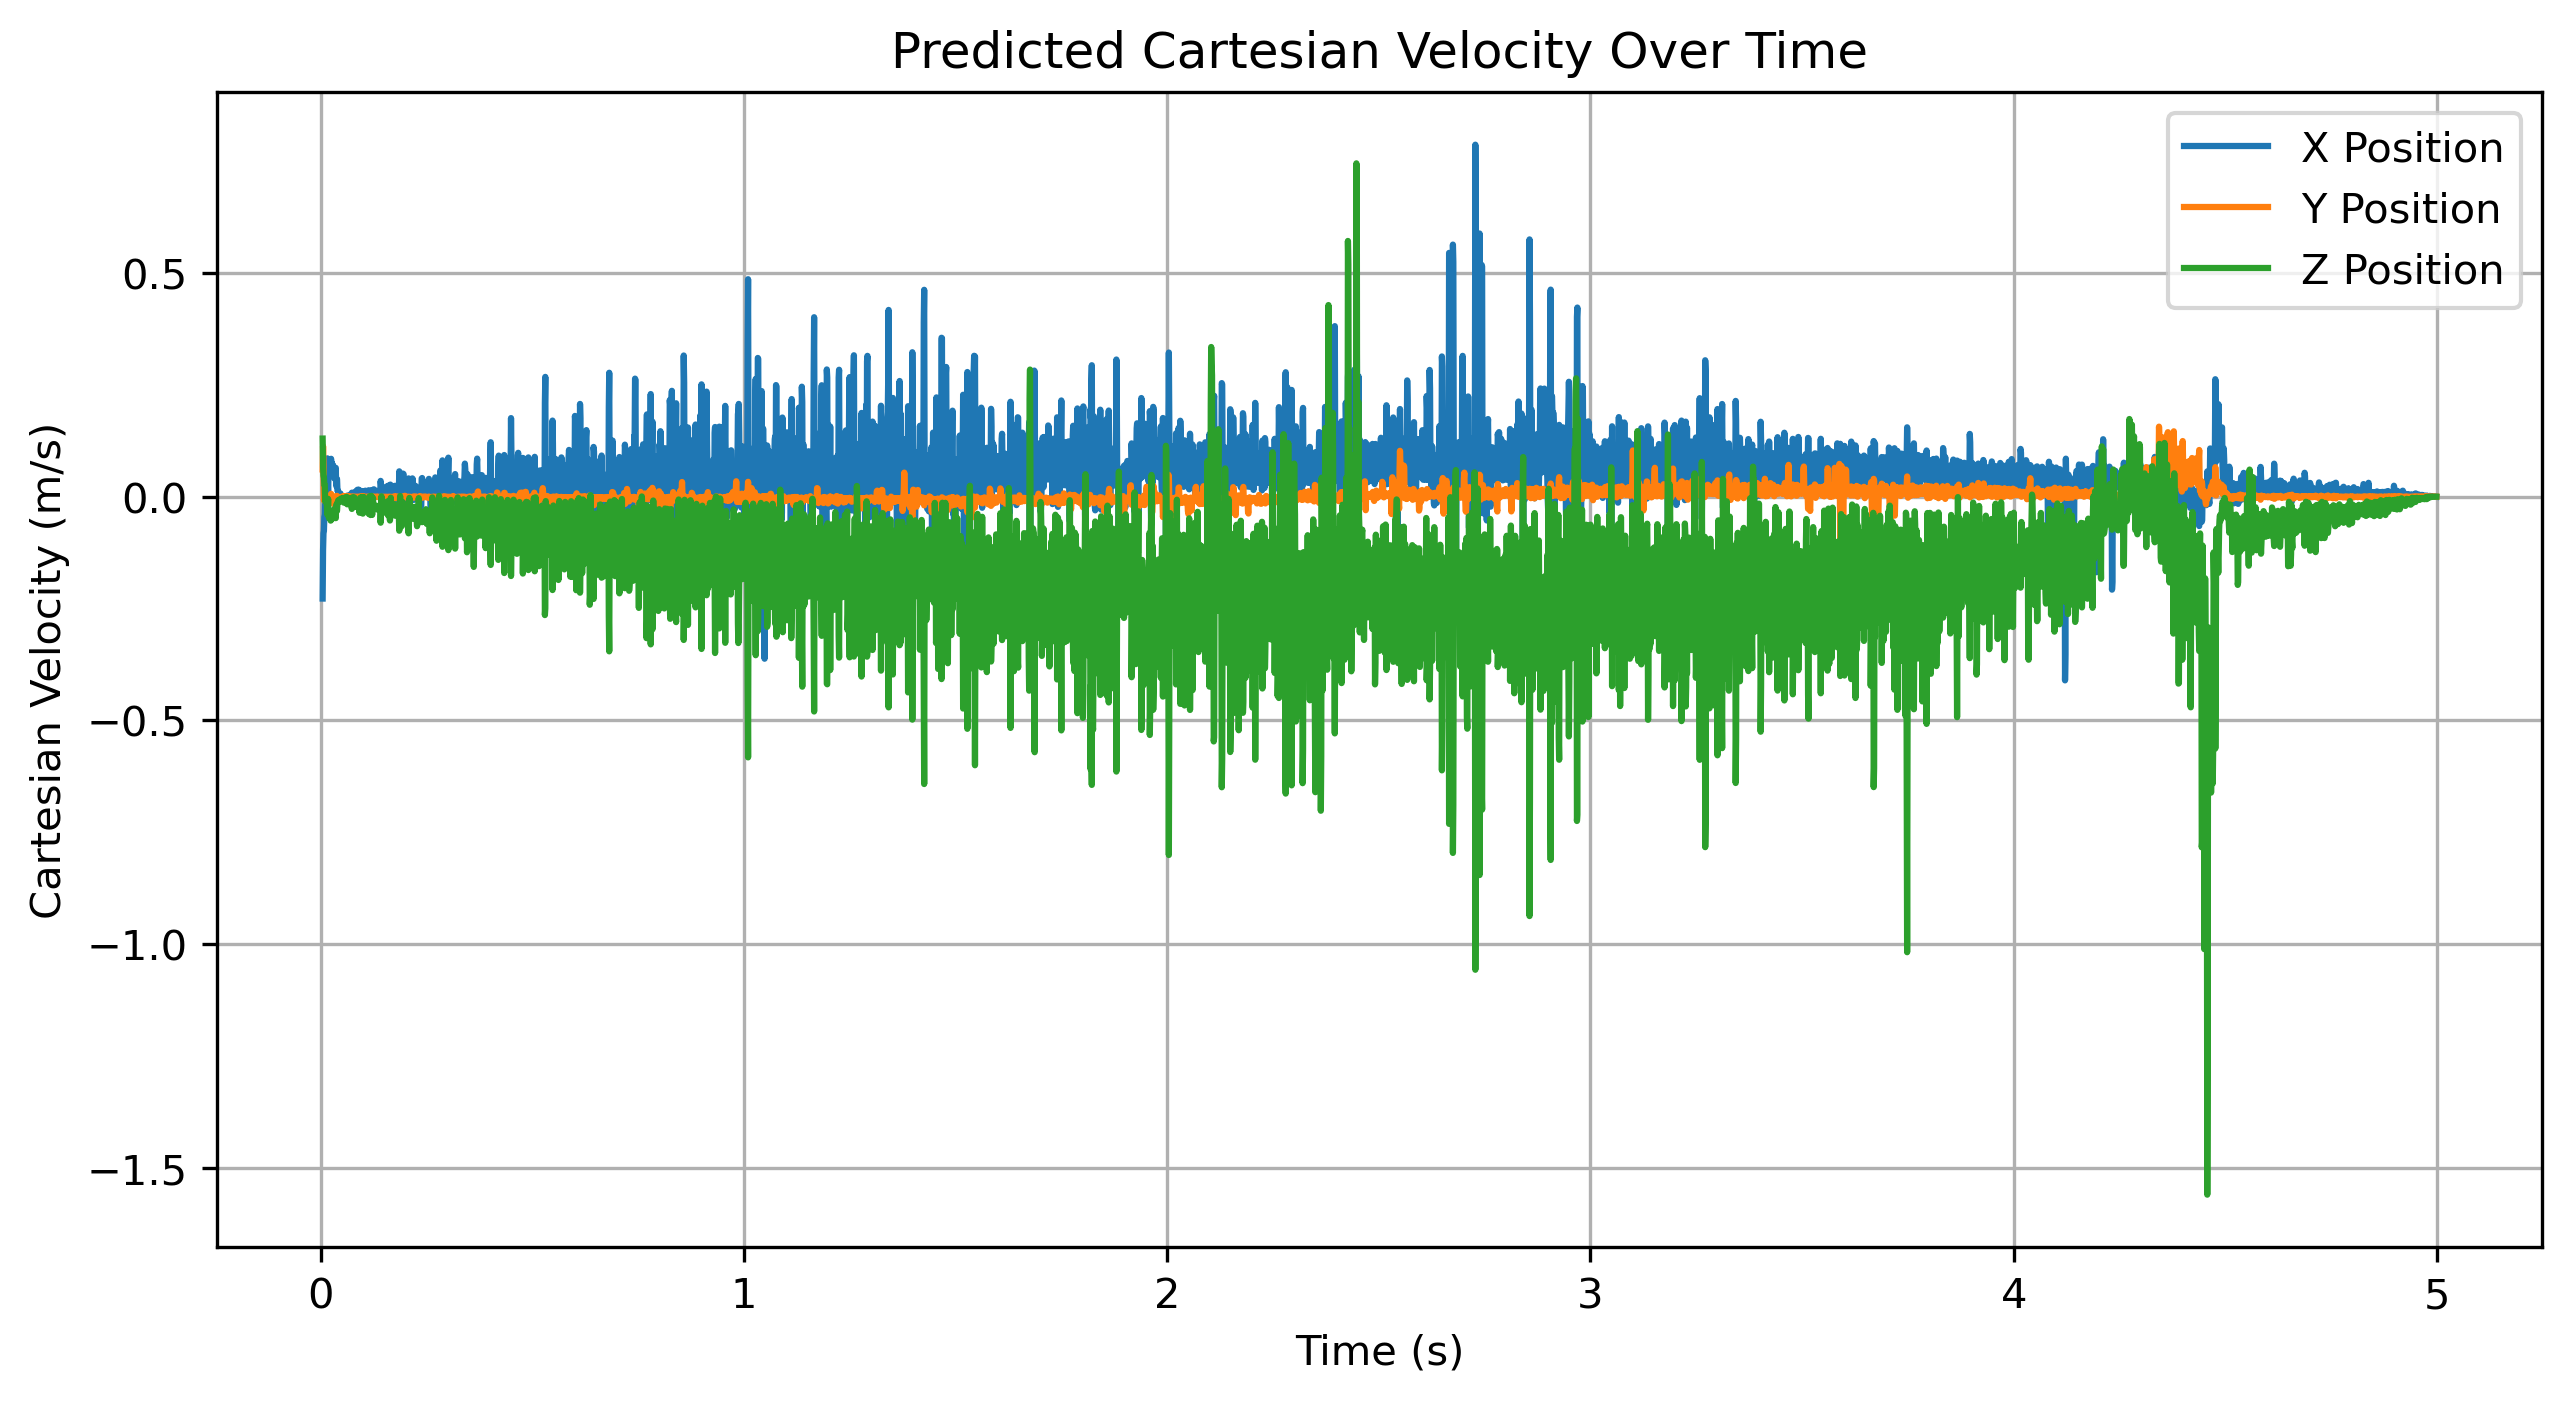 Predicted Cartesian Velocity Over Time
X Position
Y Position
Z Position
Cartesian Velocity (m/s)
0.5
0.0
−0.5
−1.0
−1.5
0 1 2 3 4 5
Time (s)